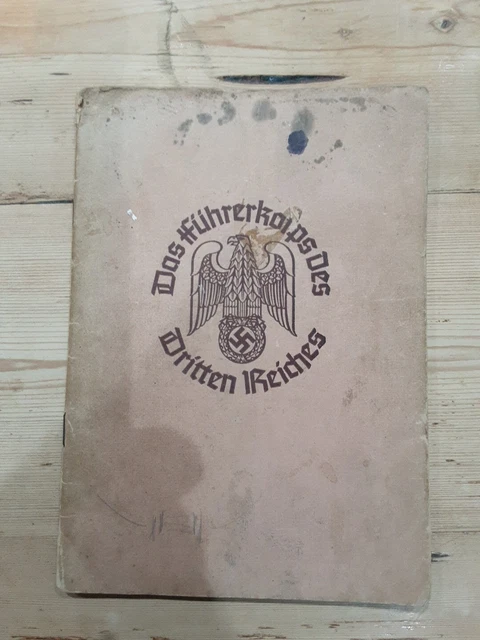 Das Führerkorps des
Dritten Reiches